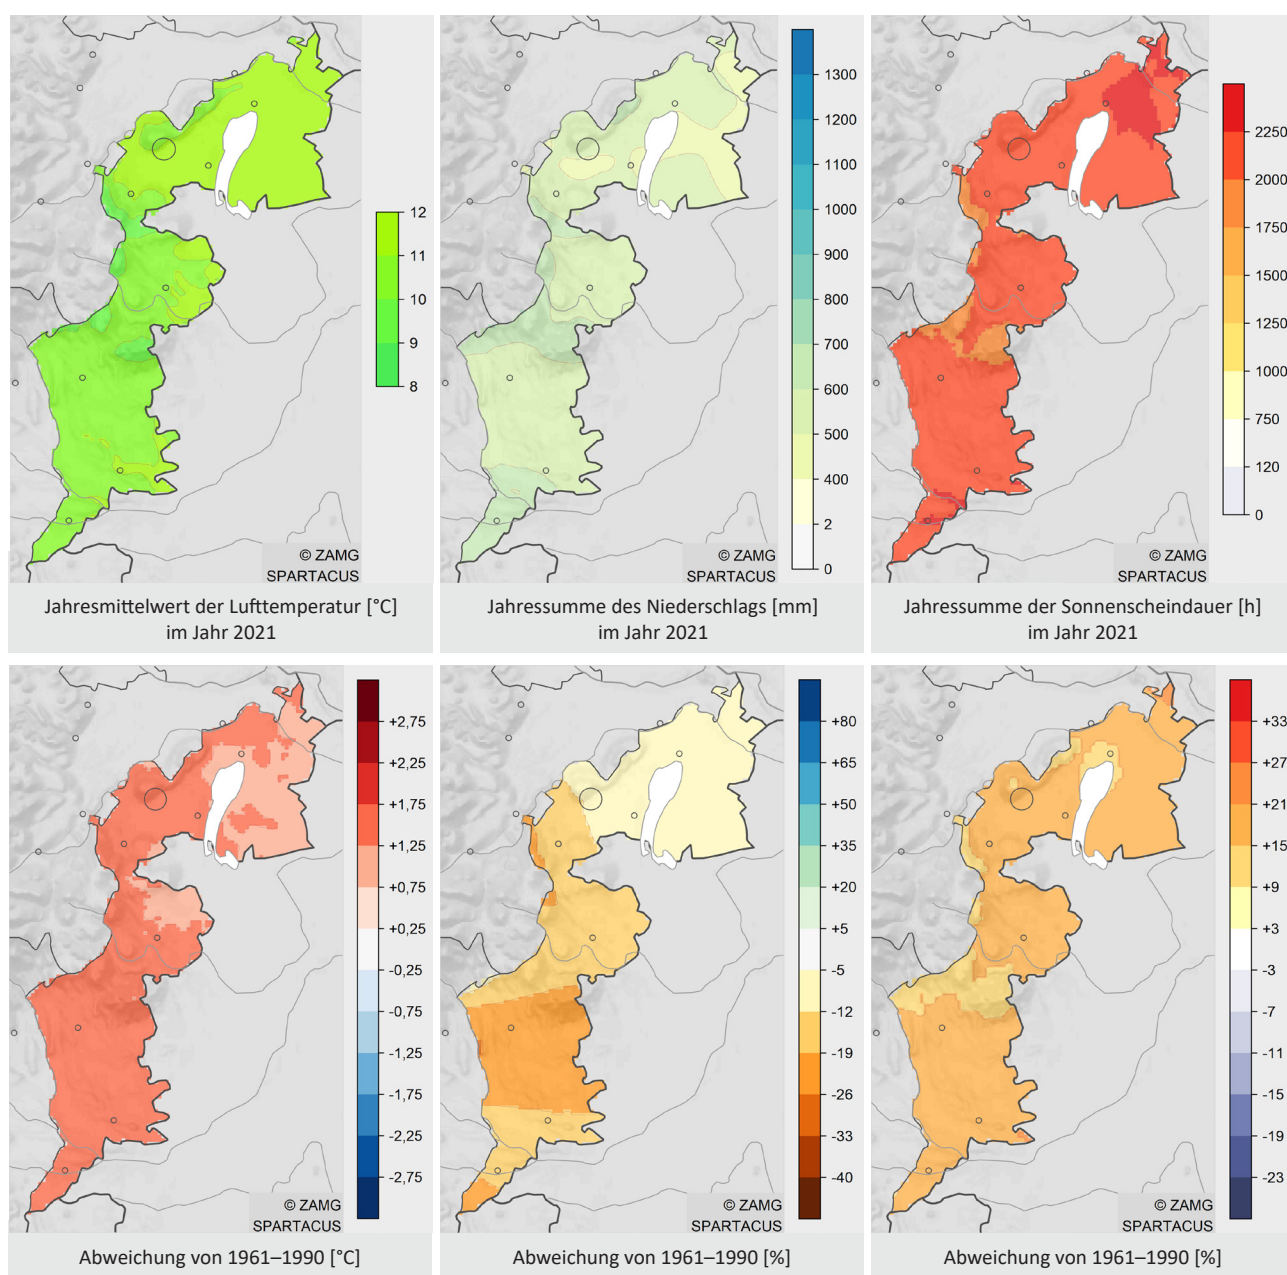 12
11
10
9
8
© ZAMG
SPARTACUS
Jahresmittelwert der Lufttemperatur [°C]
im Jahr 2021
1300
1200
1100
1000
900
800
700
600
500
400
2
0
© ZAMG
SPARTACUS
Jahressumme des Niederschlags [mm]
im Jahr 2021
2250
2000
1750
1500
1250
1000
750
120
0
© ZAMG
SPARTACUS
Jahressumme der Sonnenscheindauer [h]
im Jahr 2021
+2,75
+2,25
+1,75
+1,25
+0,75
+0,25
-0,25
-0,75
-1,25
-1,75
-2,25
-2,75
© ZAMG
SPARTACUS
Abweichung von 1961–1990 [°C]
+80
+65
+50
+35
+20
+5
-5
-12
-19
-26
-33
-40
© ZAMG
SPARTACUS
Abweichung von 1961–1990 [%]
+33
+27
+21
+15
+9
+3
-3
-7
-11
-15
-19
-23
© ZAMG
SPARTACUS
Abweichung von 1961–1990 [%]